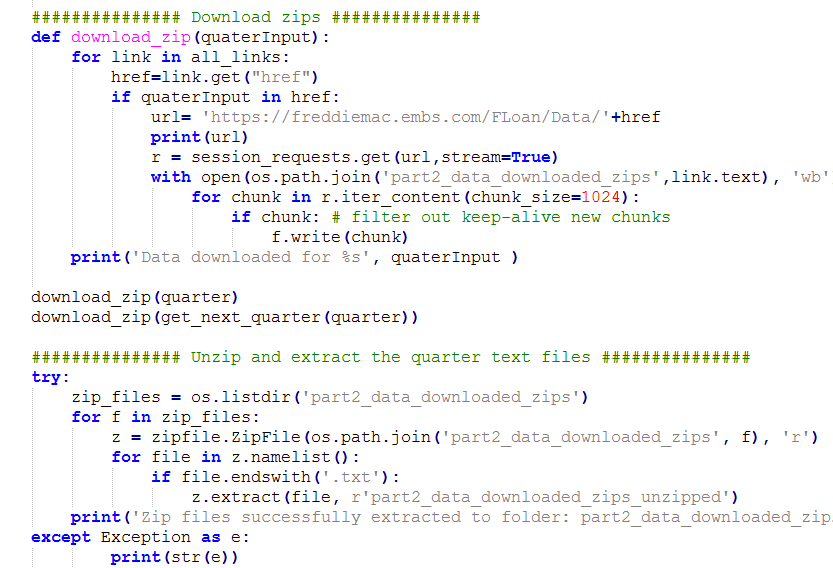 ############### Download zips ###############
def download_zip(quaterInput):
    for link in all_links:
        href=link.get("href")
        if quaterInput in href:
            url= 'https://freddiemac.embs.com/FLoan/Data/'+href
            print(url)
            r = session_requests.get(url,stream=True)
            with open(os.path.join('part2_data_downloaded_zips',link.text), 'wb'
                for chunk in r.iter_content(chunk_size=1024):
                    if chunk: # filter out keep-alive new chunks
                        f.write(chunk)
    print('Data downloaded for %s', quaterInput )
download_zip(quarter)
download_zip(get_next_quarter(quarter))
############### Unzip and extract the quarter text files ###############
try:
    zip_files = os.listdir('part2_data_downloaded_zips')
    for f in zip_files:
        z = zipfile.ZipFile(os.path.join('part2_data_downloaded_zips', f), 'r')
        for file in z.namelist():
            if file.endswith('.txt'):
                z.extract(file, r'part2_data_downloaded_zips_unzipped')
    print('Zip files successfully extracted to folder: part2_data_downloaded_zip
except Exception as e:
        print(str(e))